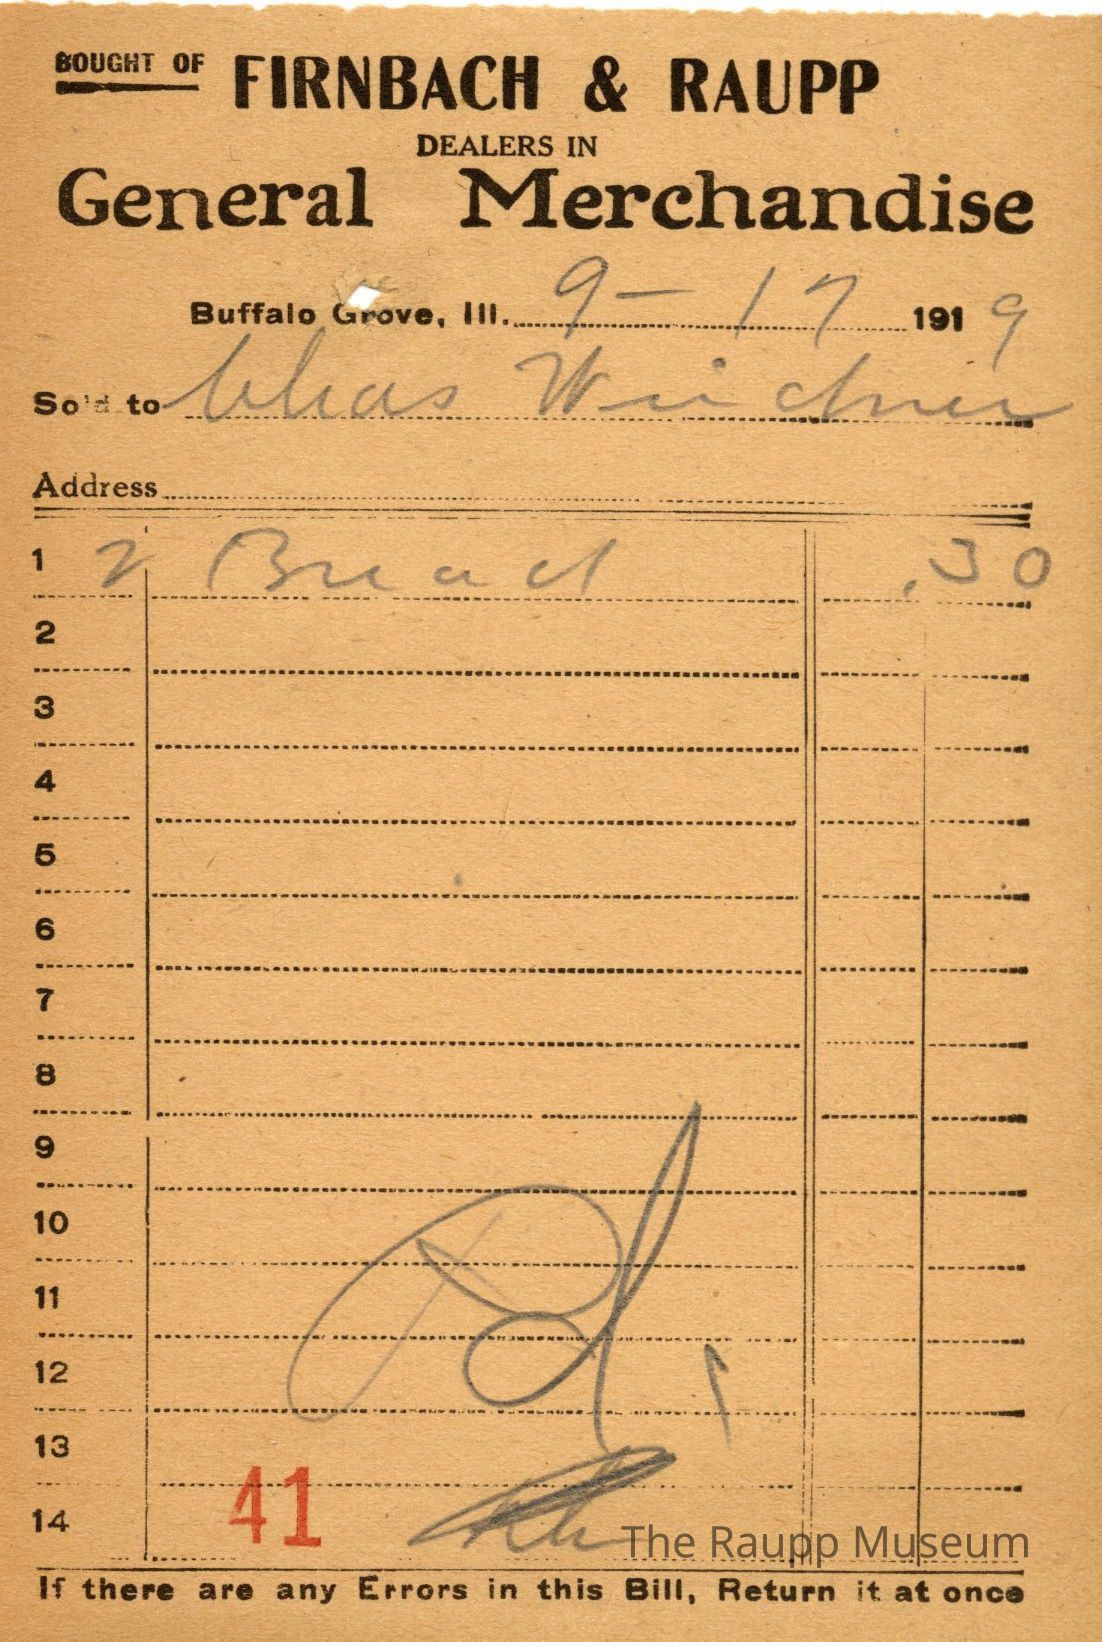 BOUGHT OF FIRNBACH & RAUPP
DEALERS IN
General Merchandise
Buffalo Grove, Ill. 9-17 1919
Sold to Chas
Address
1 2 Bread .30
2
3
4
5
6
7
8
9
10
11
12
13
14
41
The Raupp Museum
If there are any Errors in this Bill, Return it at once